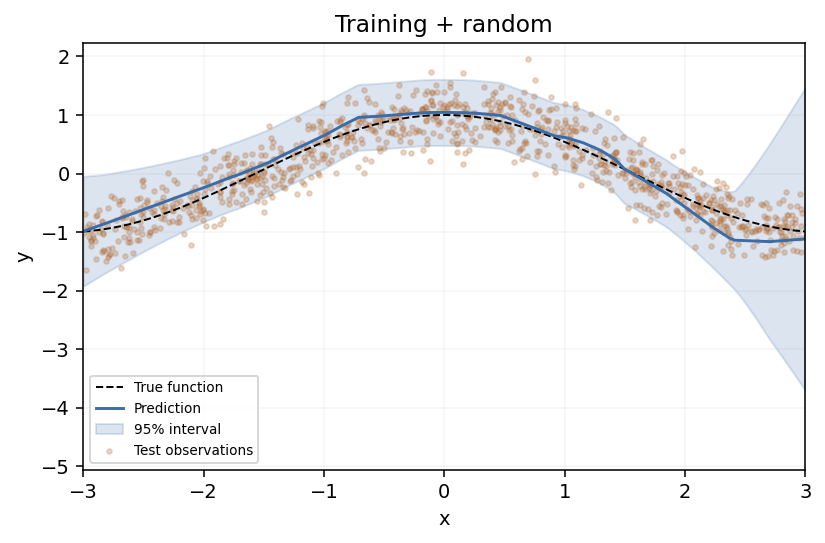 Training + random
2
1
0
−1
−2
−3
−4
−5
y
True function
Prediction
95% interval
Test observations
−3 −2 −1 0 1 2 3
x